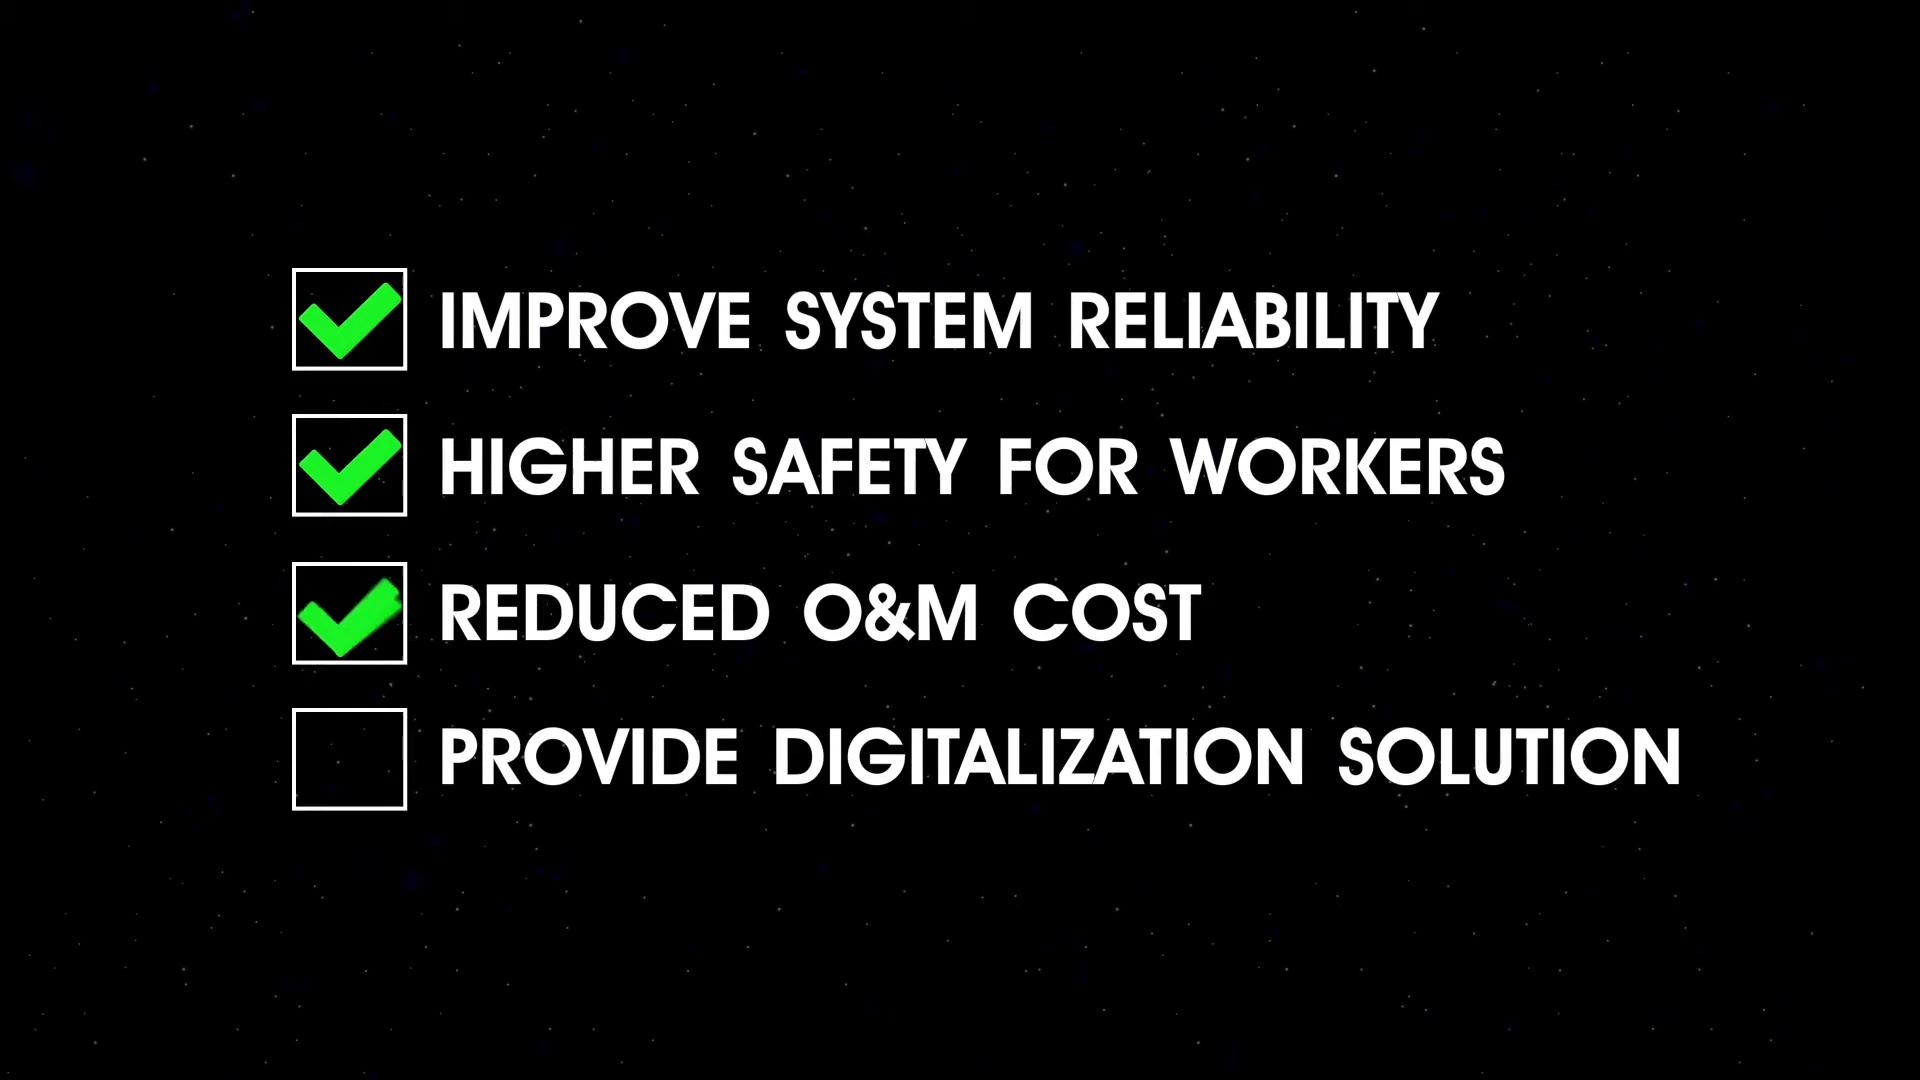 IMPROVE SYSTEM RELIABILITY
HIGHER SAFETY FOR WORKERS
REDUCED O&M COST
PROVIDE DIGITALIZATION SOLUTION